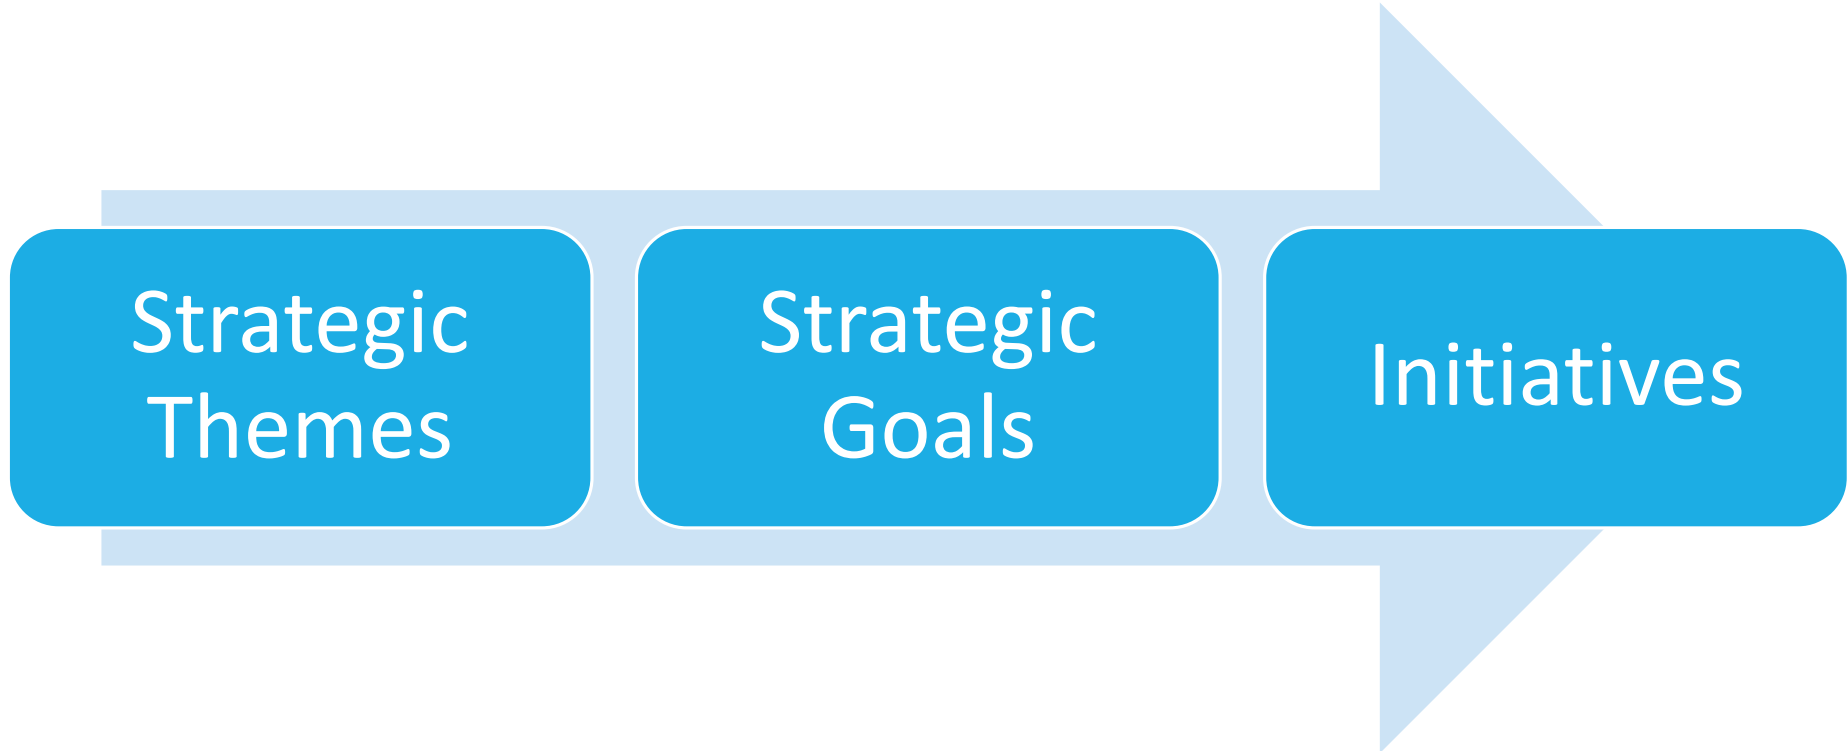 Strategic
Themes
Strategic
Goals
Initiatives